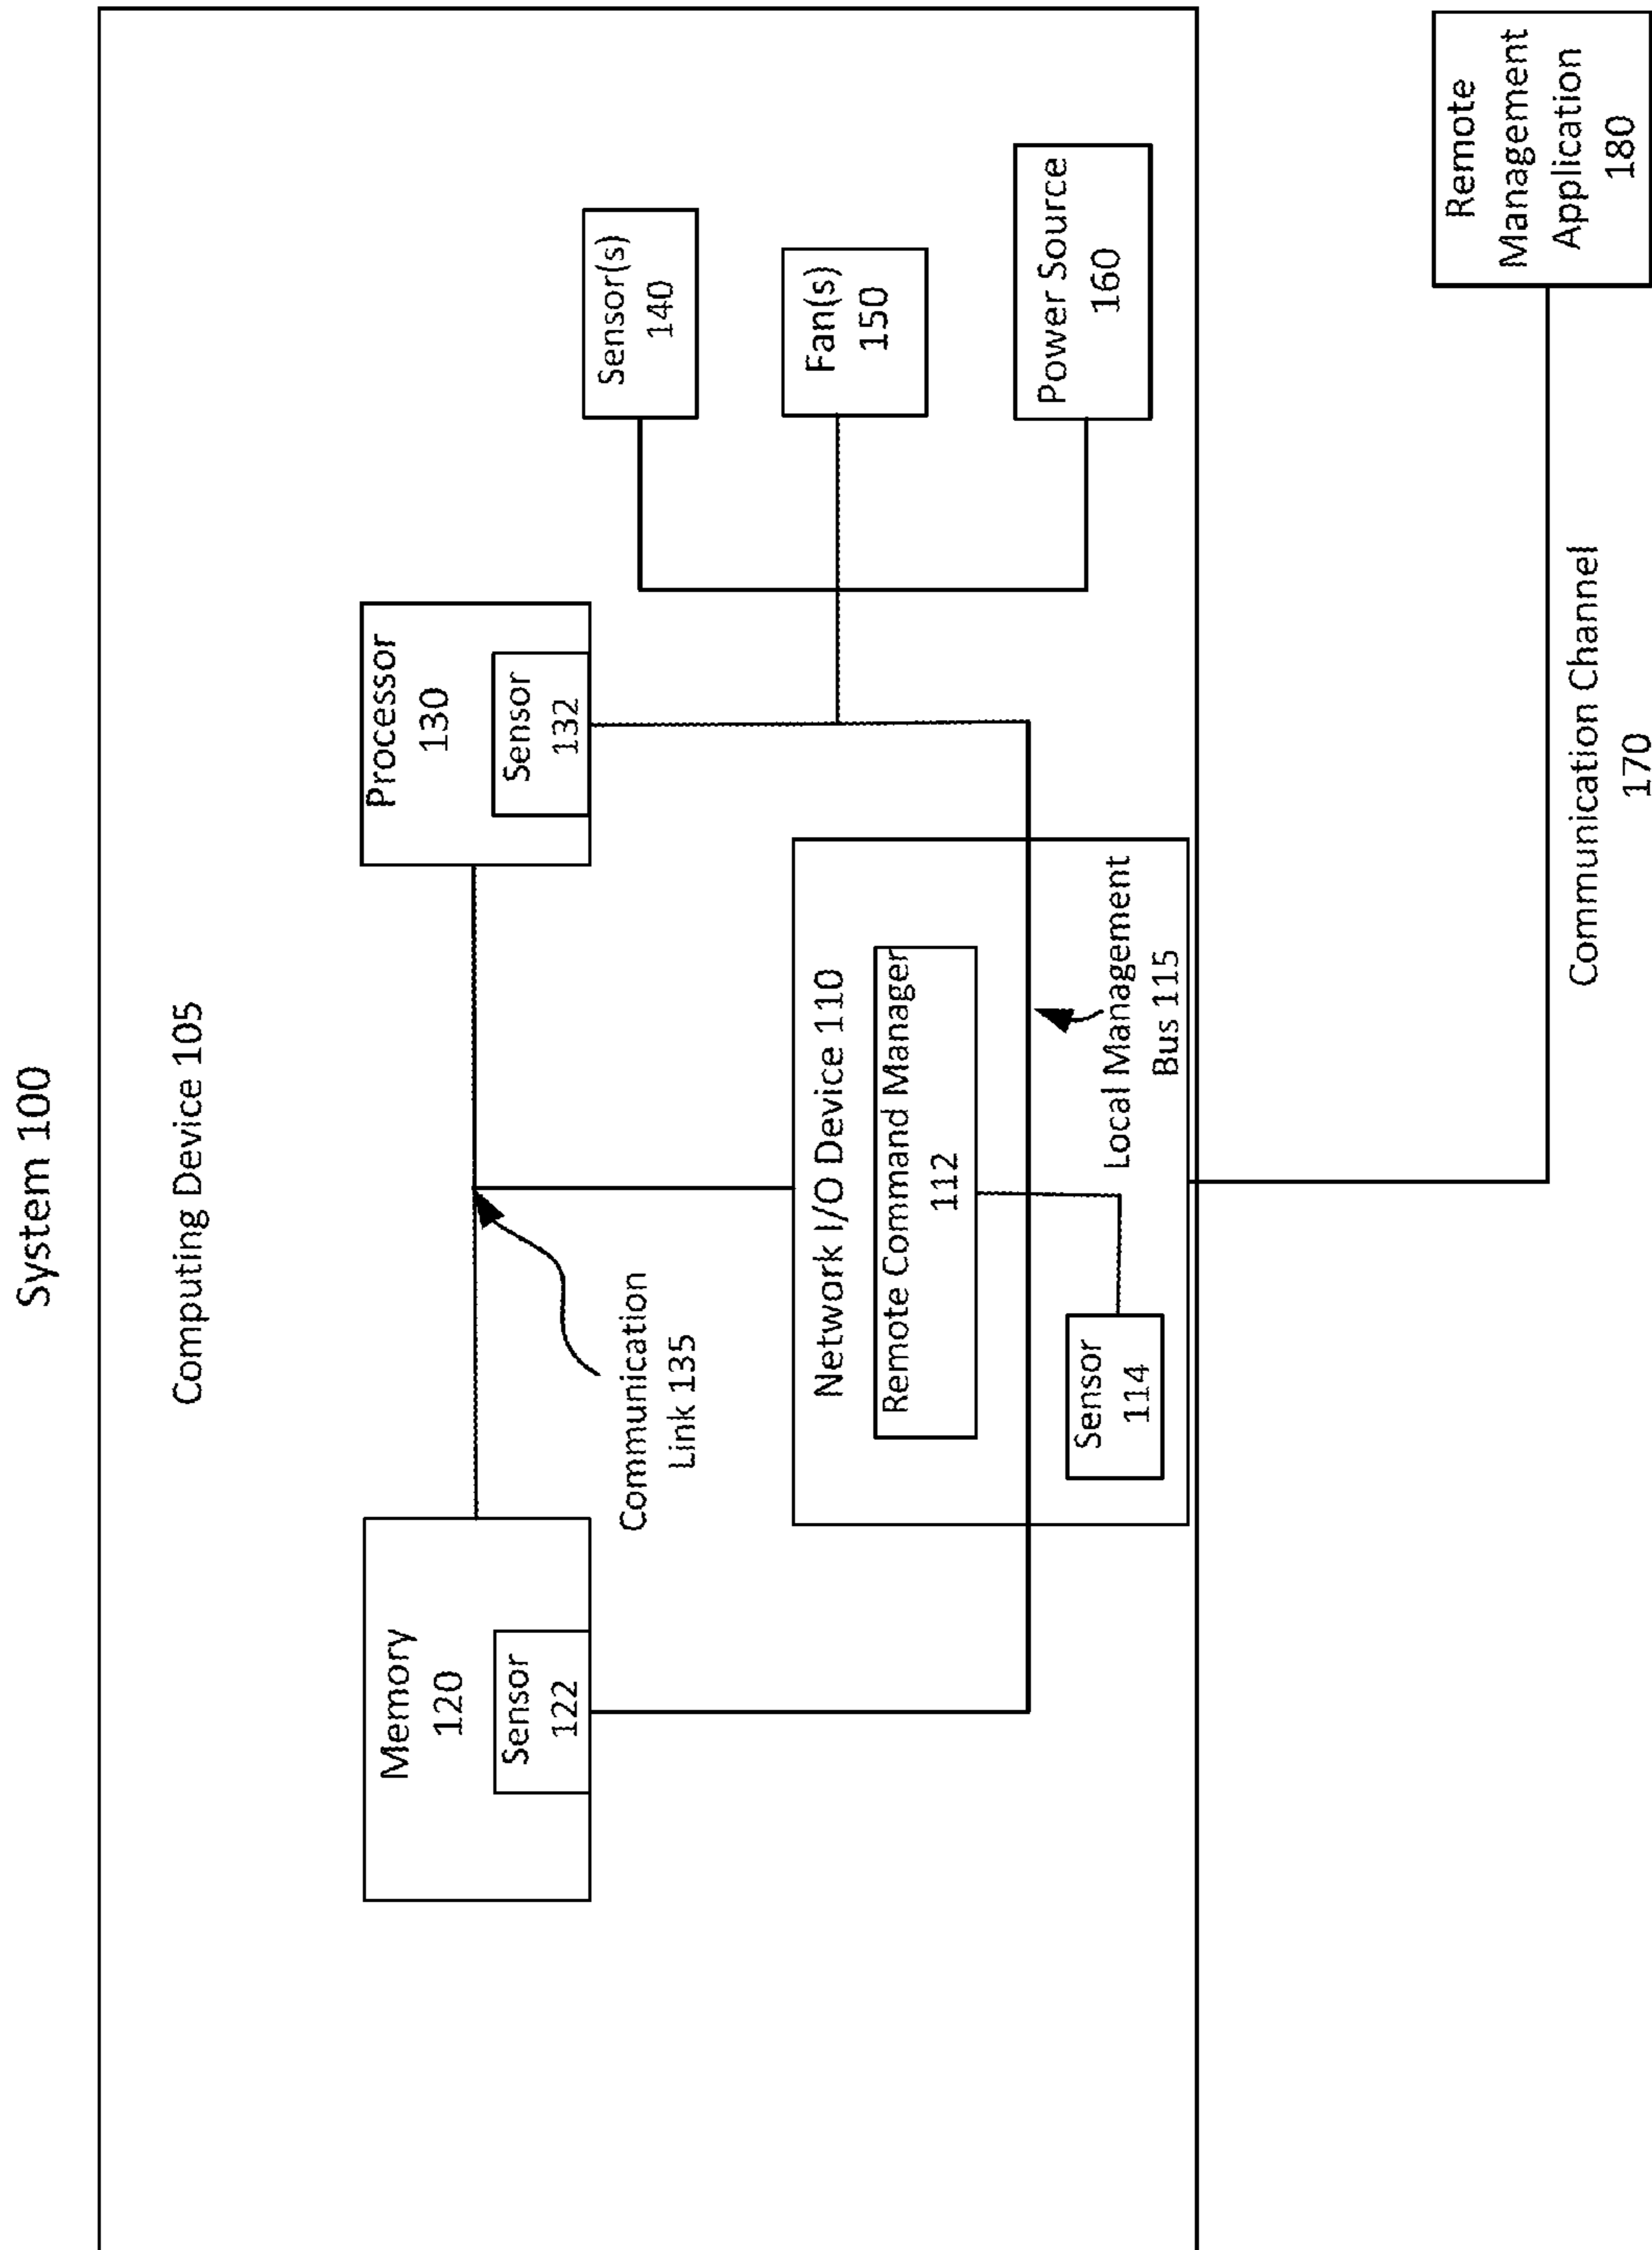 System 100
Computing Device 105
Memory
120
Sensor
122
Processor
130
Sensor
132
Communication
Link 135
Sensor(s)
140
Fan(s)
150
Power Source
160
Network I/O Device 110
Remote Command Manager
112
Sensor
114
Local Management
Bus 115
Communication Channel
170
Remote
Management
Application
180